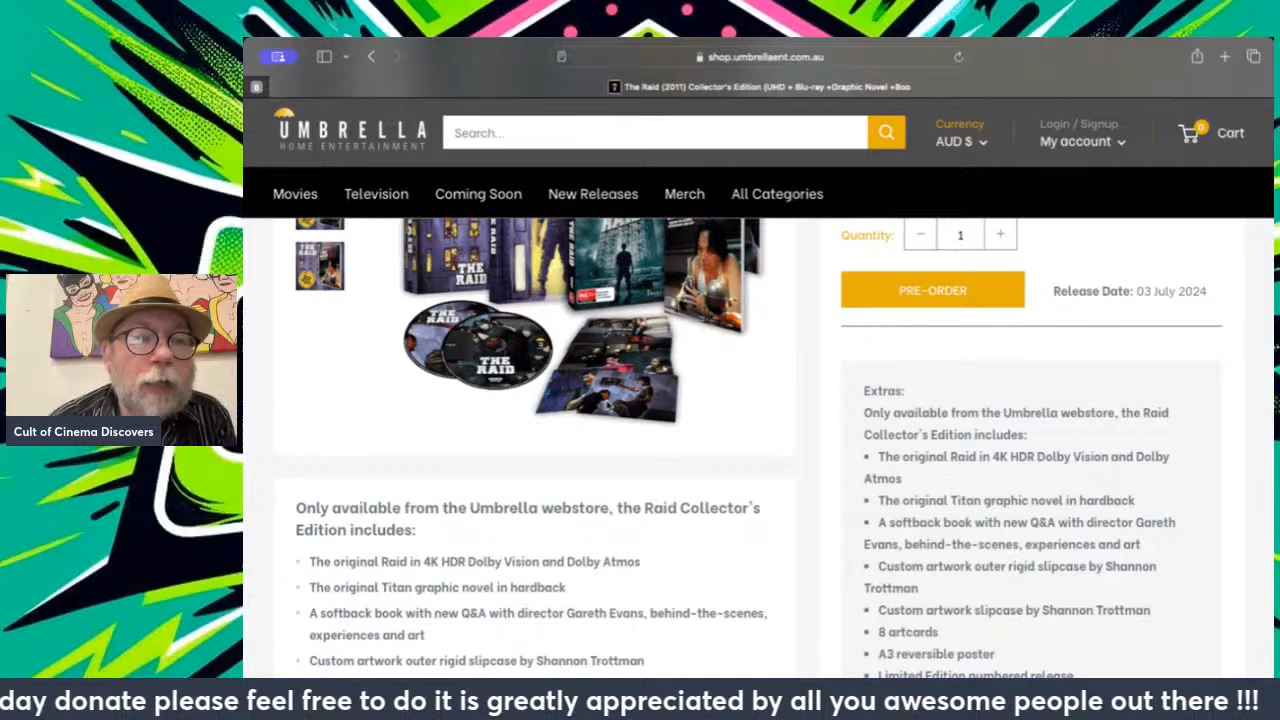 shop.umbrellaent.com.au
The Raid (2011) Collector's Edition (UHD + Blu-ray +Graphic Novel +Boo
B
UMBRELLA
HOME ENTERTAINMENT
Search...
Currency
AUD $
Login / Signup
My account
0
Cart
Movies
Television
Coming Soon
New Releases
Merch
All Categories
THE RAID
THE RAID
THE RAID
Quantity:
− 1 +
PRE-ORDER
Release Date: 03 July 2024
Extras:
Only available from the Umbrella webstore, the Raid
Collector's Edition includes:
• The original Raid in 4K HDR Dolby Vision and Dolby
Atmos
• The original Titan graphic novel in hardback
• A softback book with new Q&A with director Gareth
Evans, behind-the-scenes, experiences and art
• Custom artwork outer rigid slipcase by Shannon
Trottman
• Custom artwork slipcase by Shannon Trottman
• 8 artcards
• A3 reversible poster
• Limited Edition numbered release
Only available from the Umbrella webstore, the Raid Collector's
Edition includes:
• The original Raid in 4K HDR Dolby Vision and Dolby Atmos
• The original Titan graphic novel in hardback
• A softback book with new Q&A with director Gareth Evans, behind-the-scenes,
experiences and art
• Custom artwork outer rigid slipcase by Shannon Trottman
Cult of Cinema Discovers
day donate please feel free to do it is greatly appreciated by all you awesome people out there !!!